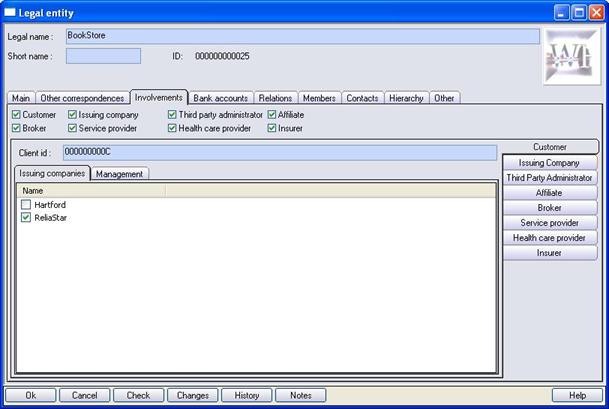 Legal entity
Legal name : BookStore
Short name : ID: 000000000025
Main Other correspondences Involvements Bank accounts Relations Members Contacts Hierarchy Other
Customer Issuing company Third party administrator Affiliate
Broker Service provider Health care provider Insurer
Client id : 000000000C
Customer
Issuing Company
Third Party Administrator
Affiliate
Broker
Service provider
Health care provider
Insurer
Issuing companies Management
Name
Hartford
ReliaStar
Ok Cancel Check Changes History Notes Help